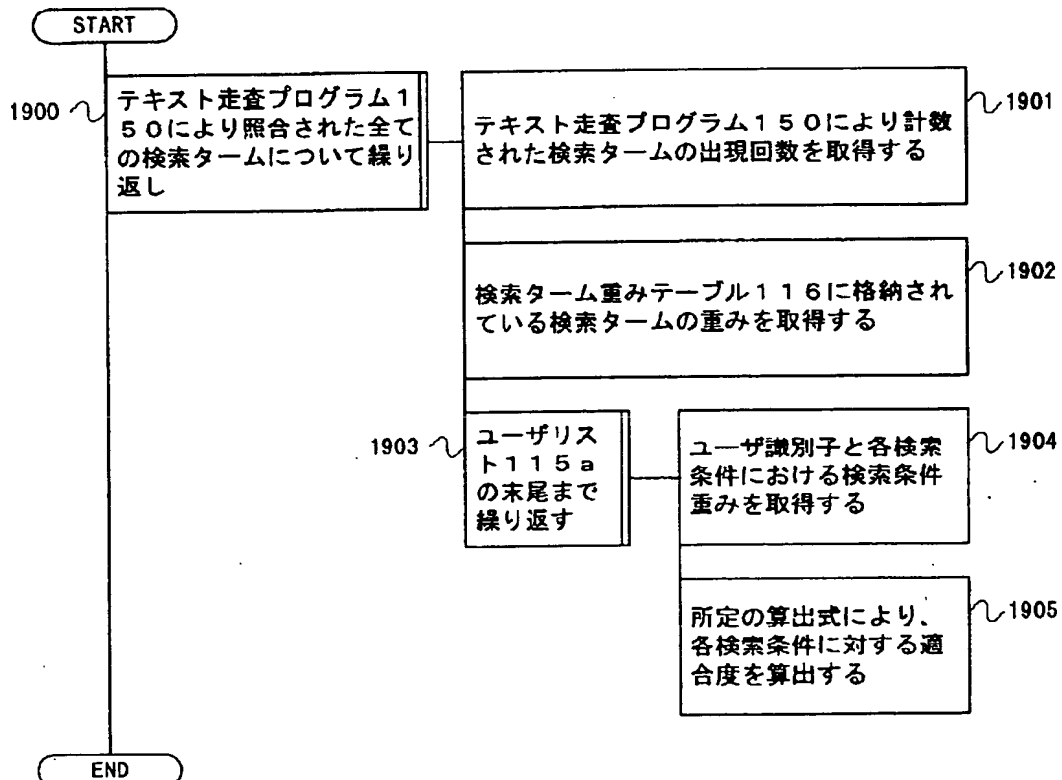 START
1900
テキスト走査プログラム1
50により照合された全て
の検索タームについて繰り
返し
1901
テキスト走査プログラム150により計数
された検索タームの出現回数を取得する
1902
検索ターム重みテーブル116に格納され
ている検索タームの重みを取得する
1903
ユーザリス
ト115a
の末尾まで
繰り返す
1904
ユーザ識別子と各検索
条件における検索条件
重みを取得する
1905
所定の算出式により、
各検索条件に対する適
合度を算出する
END